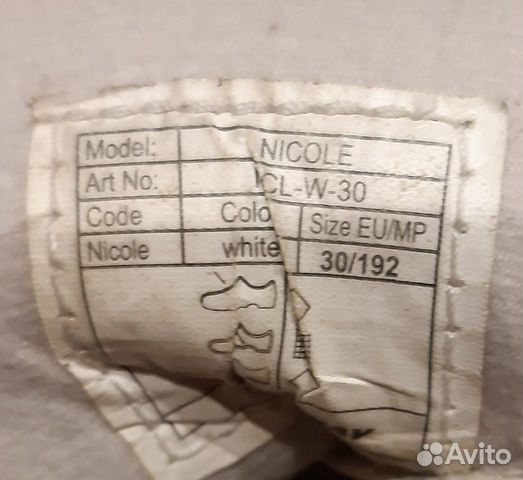 Model: NICOLE
Art No: CL-W-30
Code Colo Size EU/MP
Nicole white 30/192
Avito